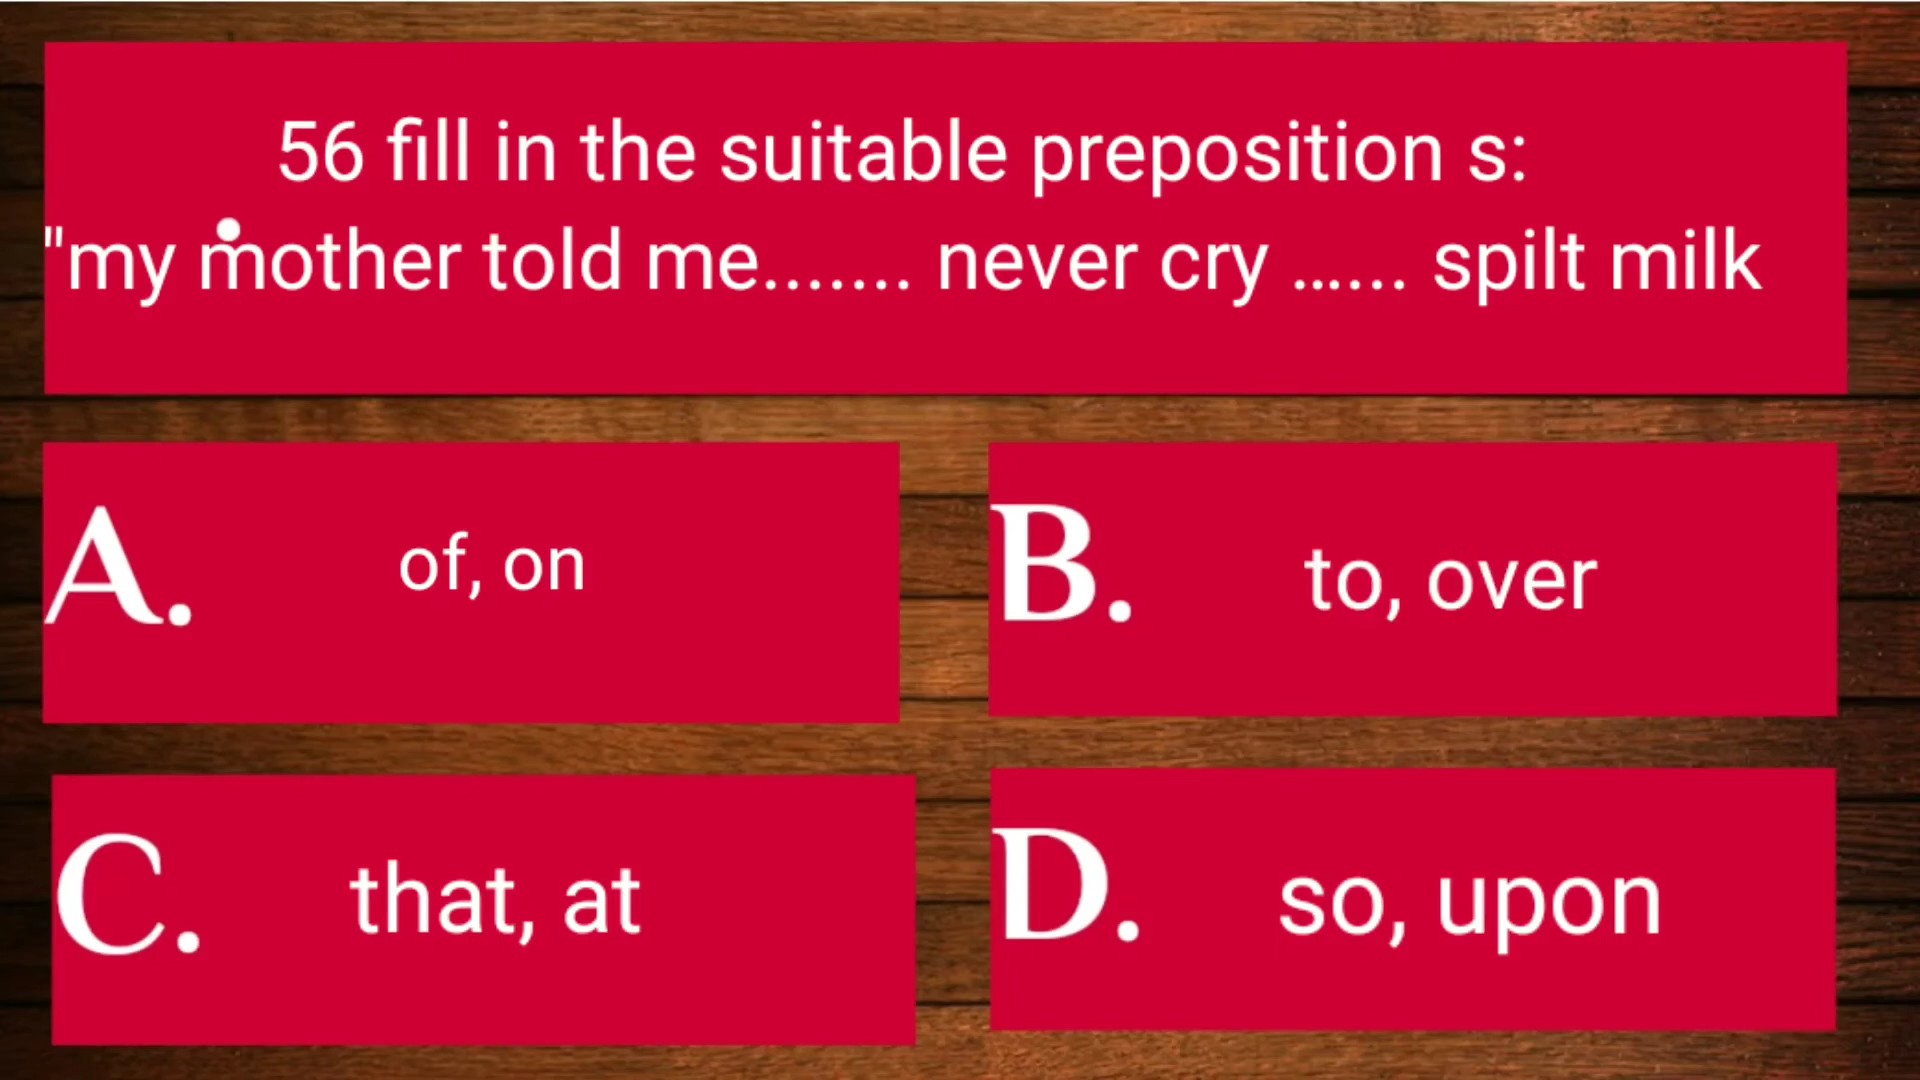 56 fill in the suitable preposition s:
"my mother told me....... never cry ...... spilt milk
A. of, on
B. to, over
C. that, at
D. so, upon